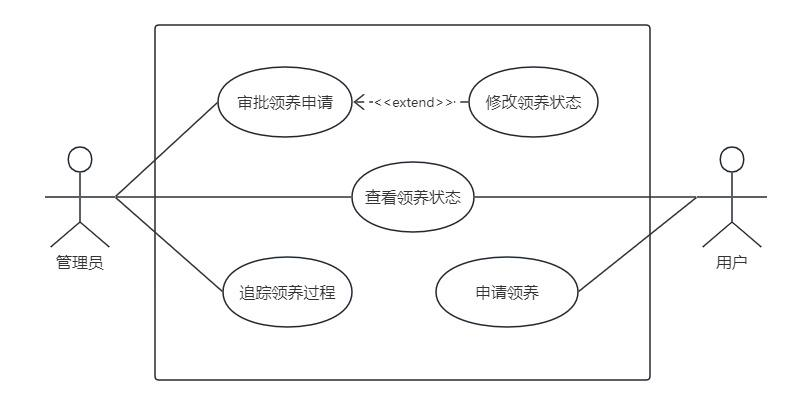 审批领养申请
<<extend>>
修改领养状态
查看领养状态
管理员
用户
追踪领养过程
申请领养